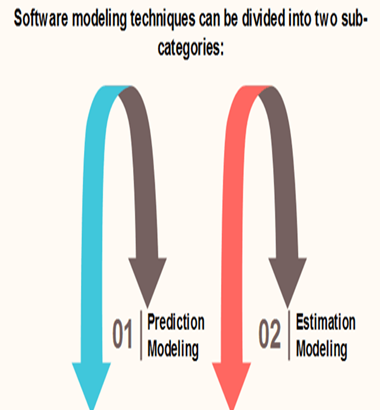 Software modeling techniques can be divided into two sub-
categories:
01 Prediction
Modeling
02 Estimation
Modeling